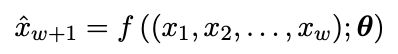 x̂_{w+1} = f ((x_1, x_2, . . . , x_w); θ)